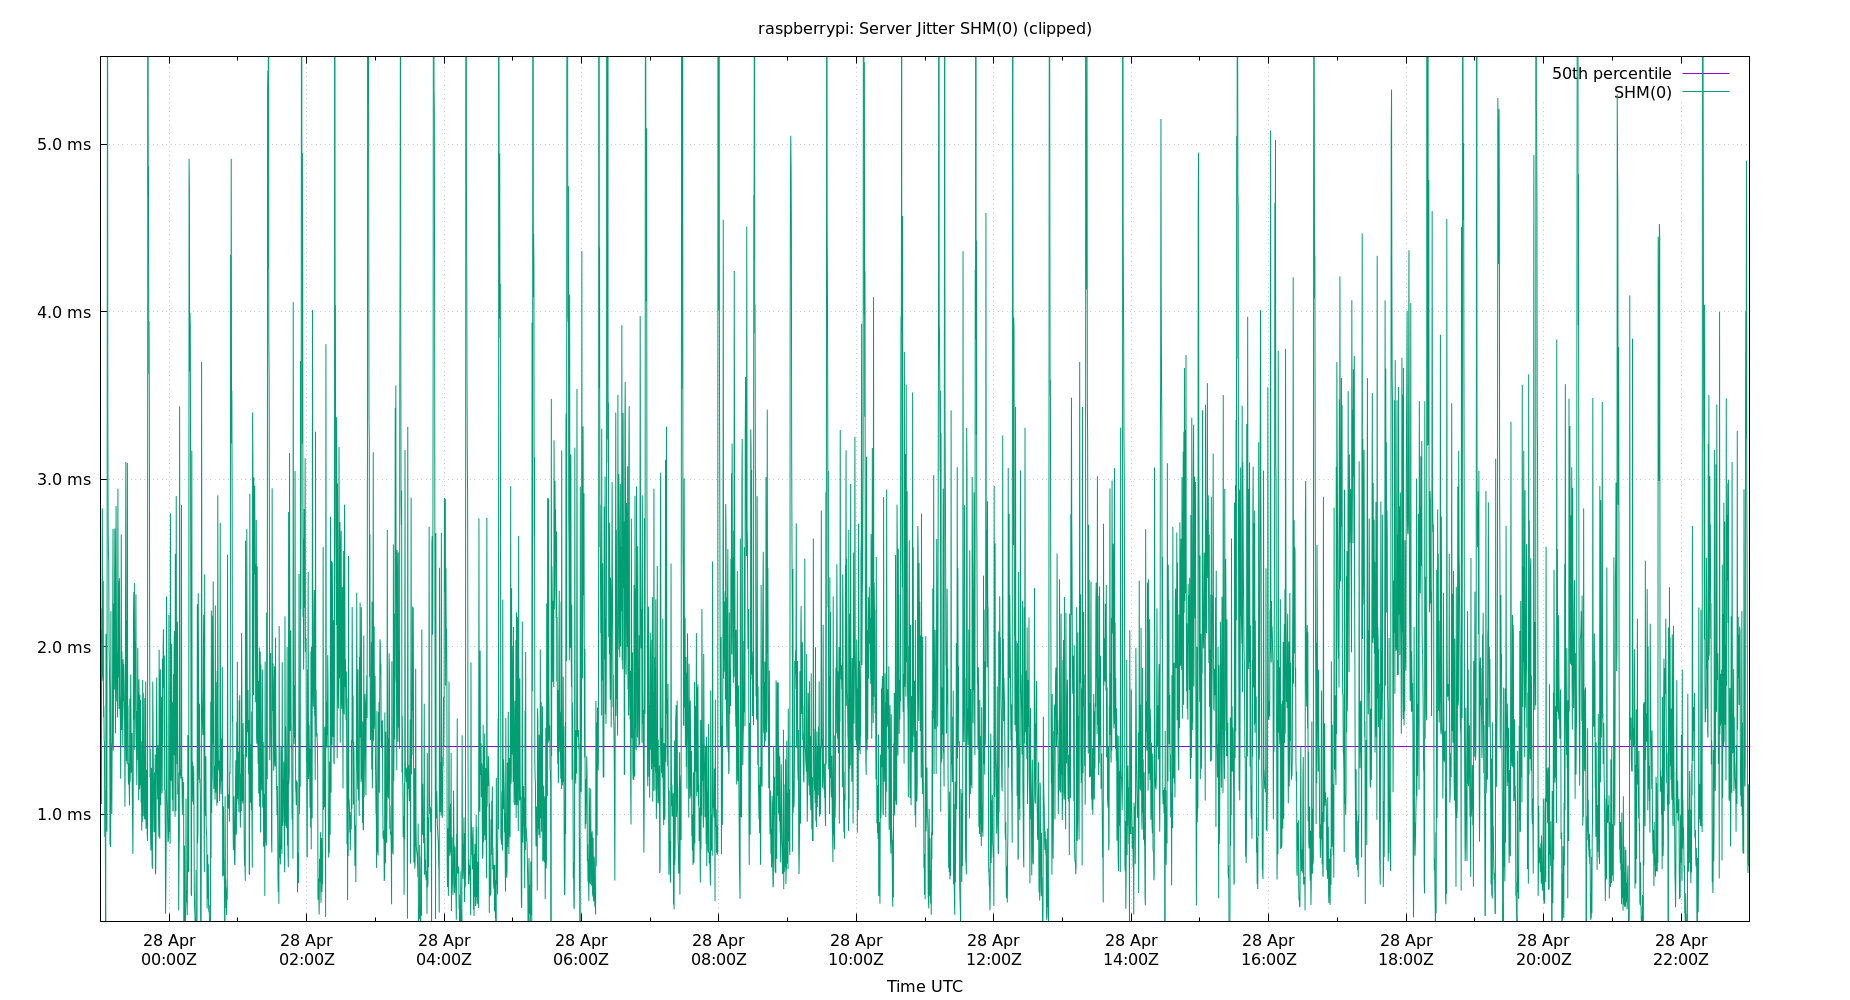 raspberrypi: Server Jitter SHM(0) (clipped)
50th percentile
SHM(0)
5.0 ms
4.0 ms
3.0 ms
2.0 ms
1.0 ms
28 Apr 28 Apr 28 Apr 28 Apr 28 Apr 28 Apr 28 Apr 28 Apr 28 Apr 28 Apr 28 Apr 28 Apr
00:00Z 02:00Z 04:00Z 06:00Z 08:00Z 10:00Z 12:00Z 14:00Z 16:00Z 18:00Z 20:00Z 22:00Z
Time UTC